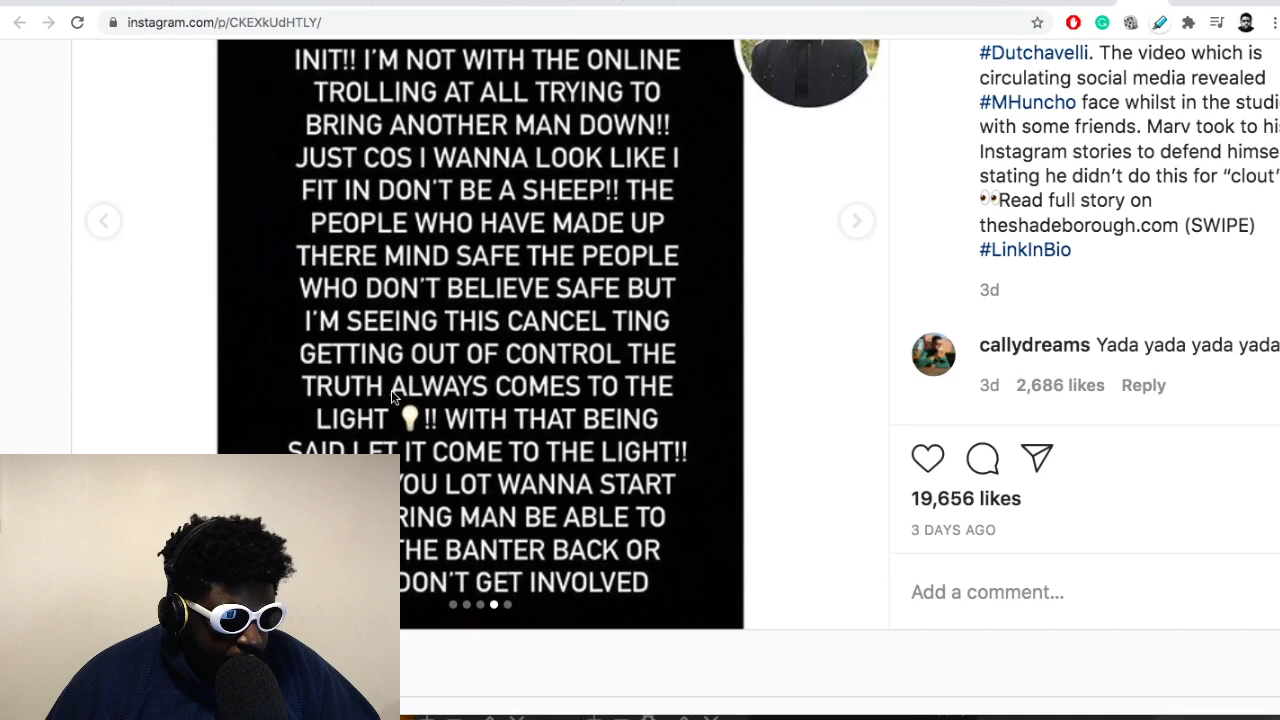 instagram.com/p/CKEXkUdHTLY/
INIT!! I'M NOT WITH THE ONLINE
TROLLING AT ALL TRYING TO
BRING ANOTHER MAN DOWN!!
JUST COS I WANNA LOOK LIKE I
FIT IN DON'T BE A SHEEP!! THE
PEOPLE WHO HAVE MADE UP
THERE MIND SAFE THE PEOPLE
WHO DON'T BELIEVE SAFE BUT
I'M SEEING THIS CANCEL TING
GETTING OUT OF CONTROL THE
TRUTH ALWAYS COMES TO THE
LIGHT 💡!! WITH THAT BEING
SAID LET IT COME TO THE LIGHT!!
YOU LOT WANNA START
RING MAN BE ABLE TO
THE BANTER BACK OR
DON'T GET INVOLVED
#Dutchavelli. The video which is
circulating social media revealed
#MHuncho face whilst in the studi
with some friends. Marv took to his
Instagram stories to defend himse
stating he didn't do this for "clout"
👀Read full story on
theshadeborough.com (SWIPE)
#LinkInBio
3d
callydreams Yada yada yada yada
3d 2,686 likes Reply
19,656 likes
3 DAYS AGO
Add a comment...